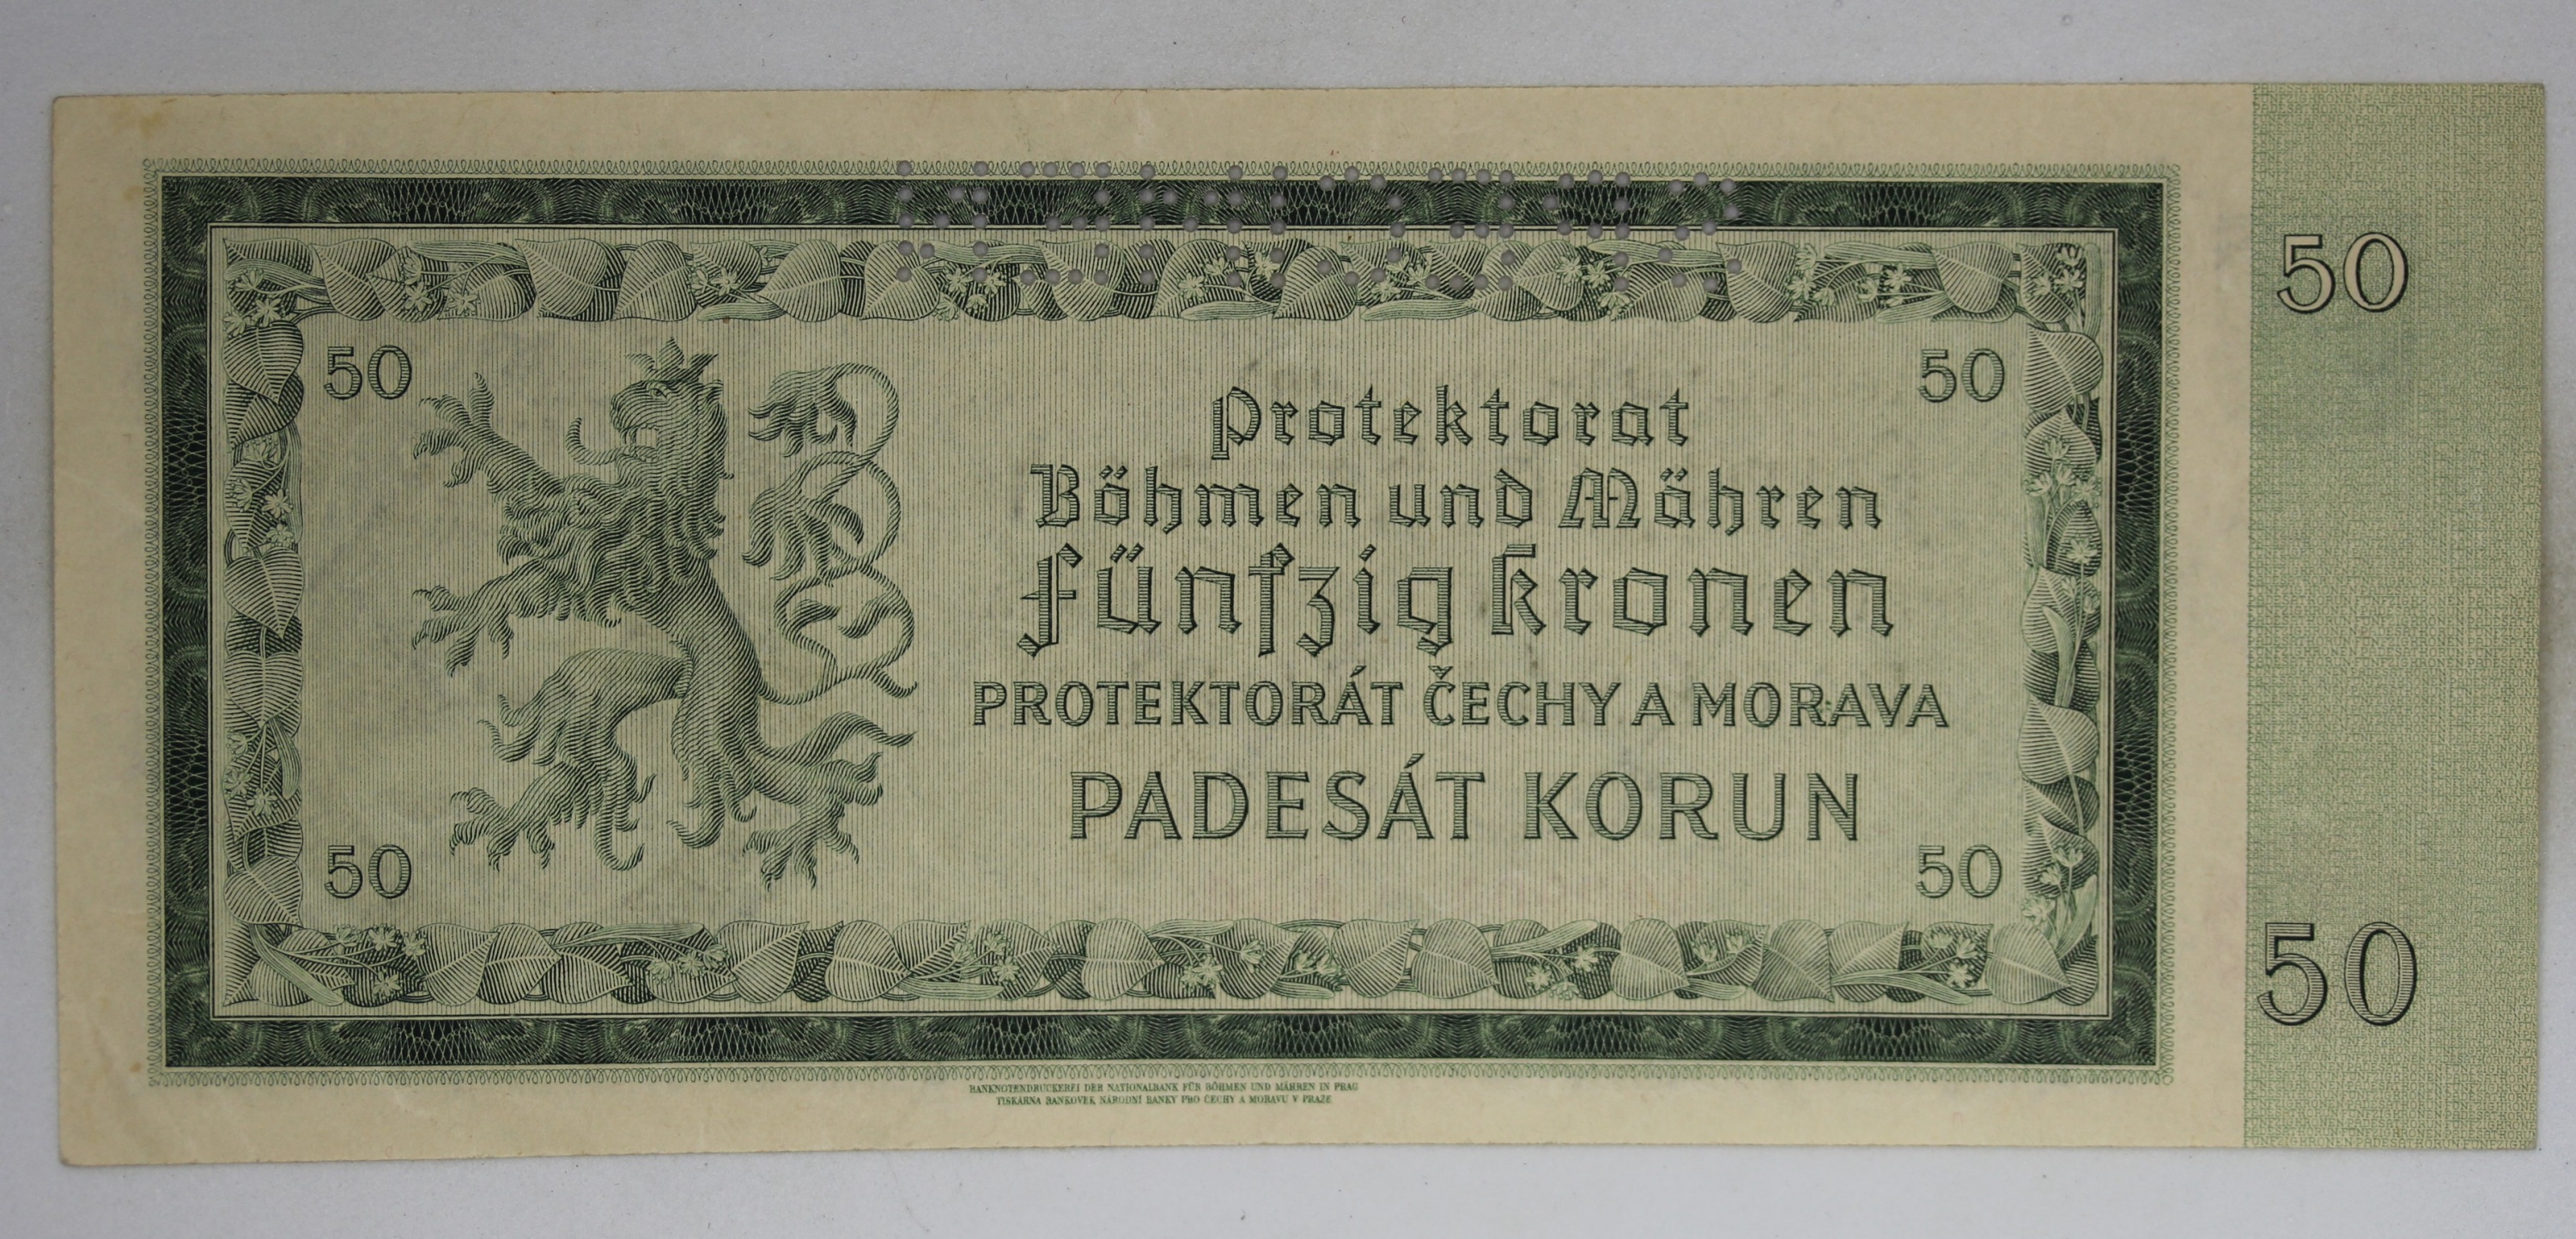 SPECIMEN
50
50
50
Protektorat
Böhmen und Mähren
Fünfzig Kronen
PROTEKTORÁT ČECHY A MORAVA
PADESÁT KORUN
50
50
50
BANKNOTENDRUCKEREI DER NATIONALBANK FÜR BÖHMEN UND MÄHREN IN PRAG
TISKÁRNA BANKOVEK NÁRODNÍ BANKY PRO ČECHY A MORAVU V PRAZE